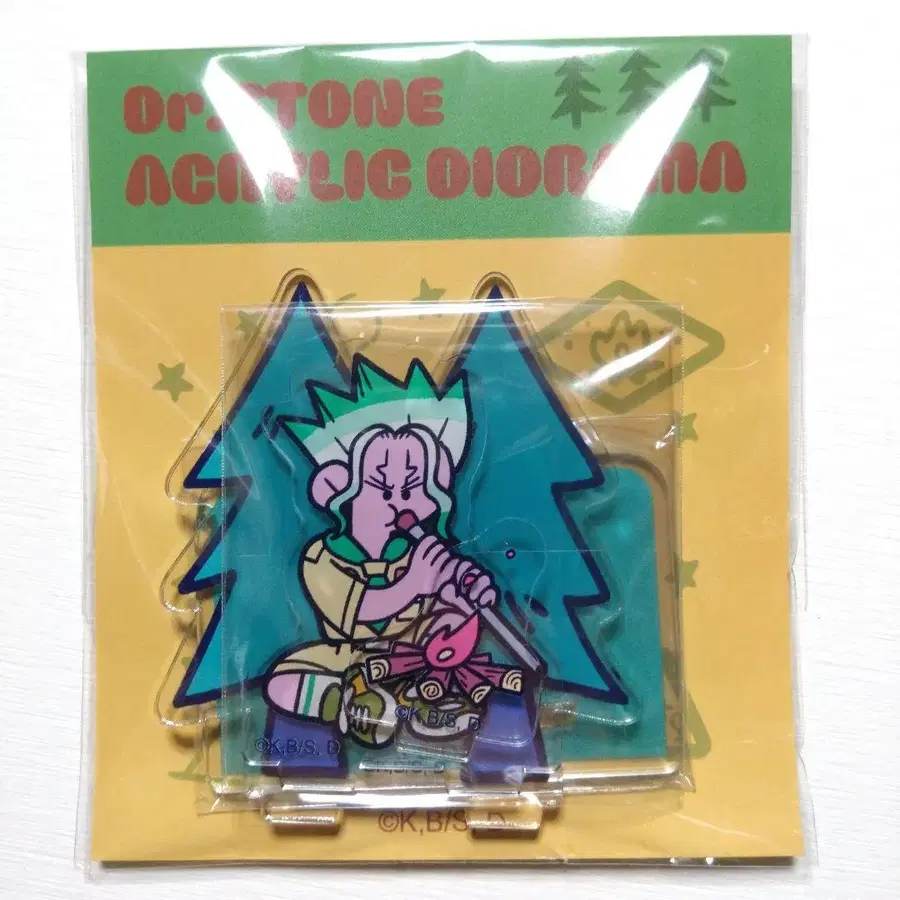 Dr.STONE
ACRYLIC DIORAMA
©K,B/S, D
©K,B/S, D
©K,B/S, D